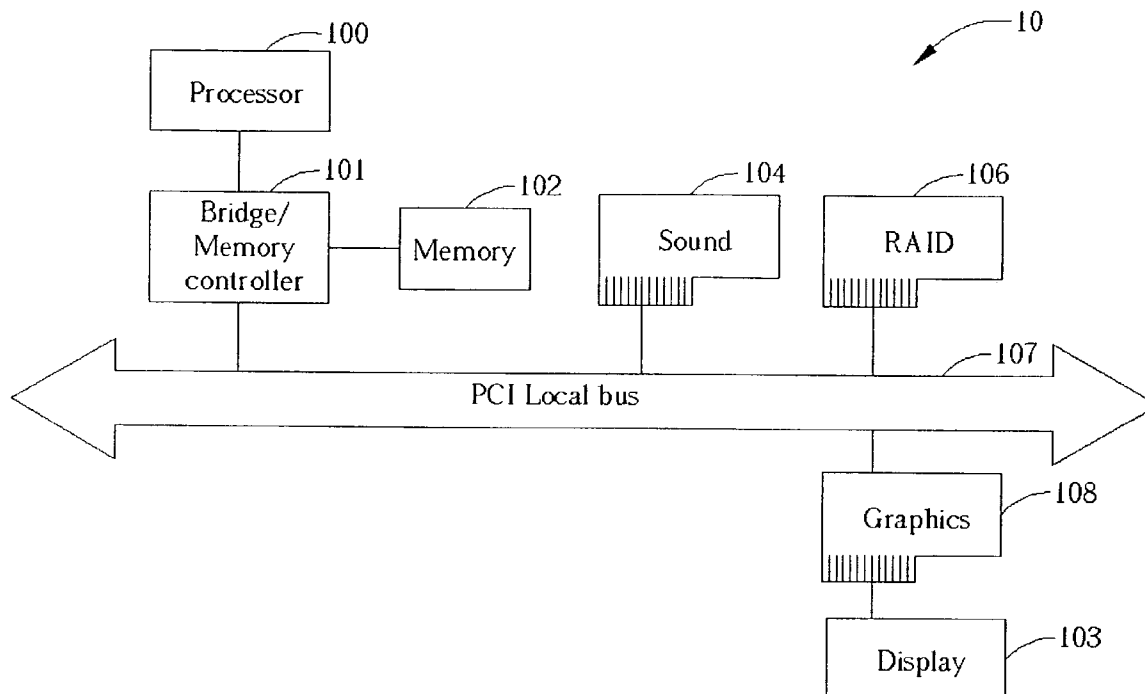 10
100
Processor
101
Bridge/
Memory
controller
102
Memory
104
Sound
106
RAID
107
PCI Local bus
108
Graphics
103
Display